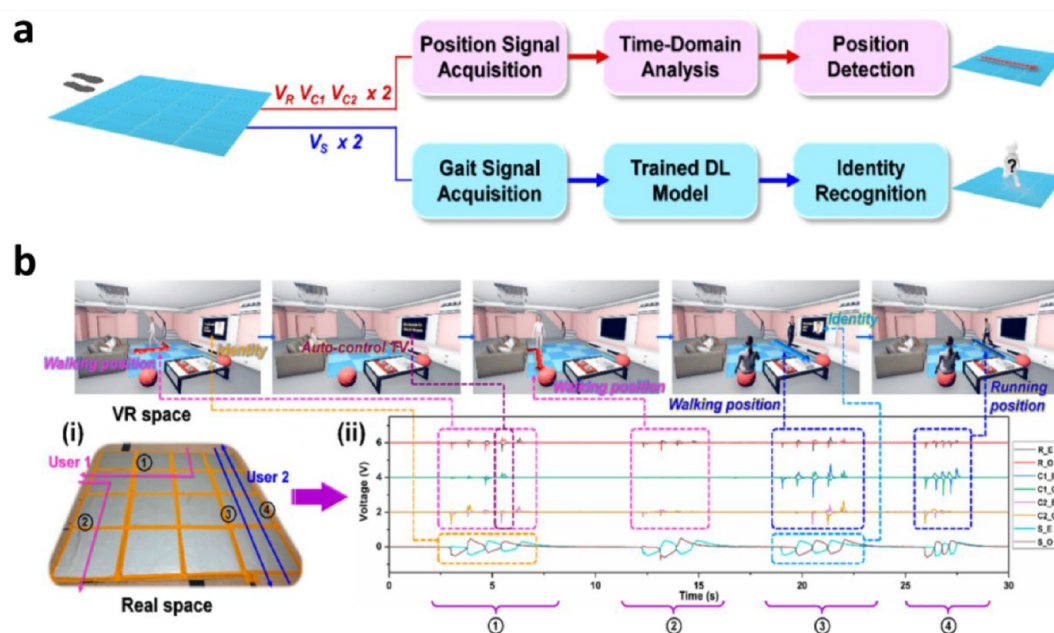 a
V_R V_C1 V_C2 x 2
V_S x 2
Position Signal
Acquisition
Time-Domain
Analysis
Position
Detection
Gait Signal
Acquisition
Trained DL
Model
Identity
Recognition
?
b
Walking position
Identity
Auto-control TV
Walking position
Walking position
Identity
Running
position
VR space
(i)
User 1
User 2
①
②
③
④
Real space
(ii)
Voltage (V)
6
4
2
0
0
5
10
15
20
25
30
Time (s)
R_E
R_O
C1_E
C1_O
C2_E
C2_O
S_E
S_O
①
②
③
④